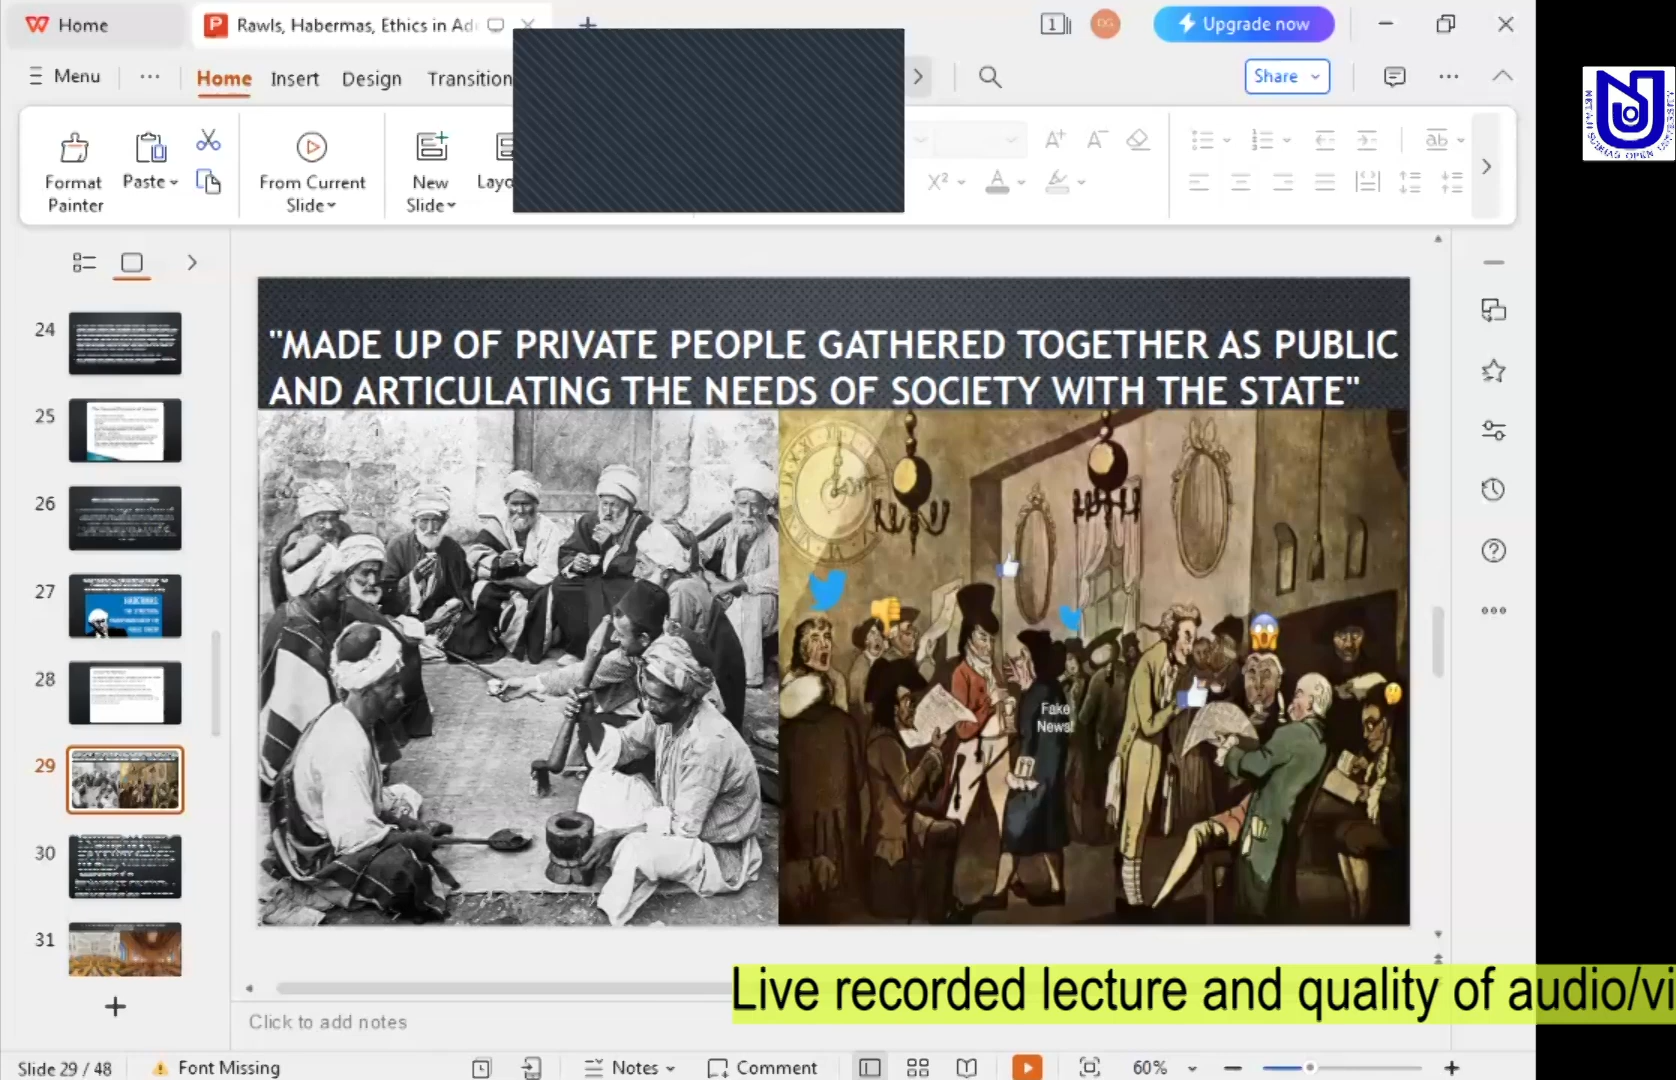 Home
Rawls, Habermas, Ethics in Ad
1
DG
Upgrade now
Menu
Home
Insert
Design
Transition
Share
Format
Painter
Paste
From Current
Slide
New
Slide
Layo
24
25
26
27
28
29
30
31
"MADE UP OF PRIVATE PEOPLE GATHERED TOGETHER AS PUBLIC
AND ARTICULATING THE NEEDS OF SOCIETY WITH THE STATE"
Fake
News!
Live recorded lecture and quality of audio/vi
Click to add notes
Slide 29 / 48
Font Missing
Notes
Comment
60%